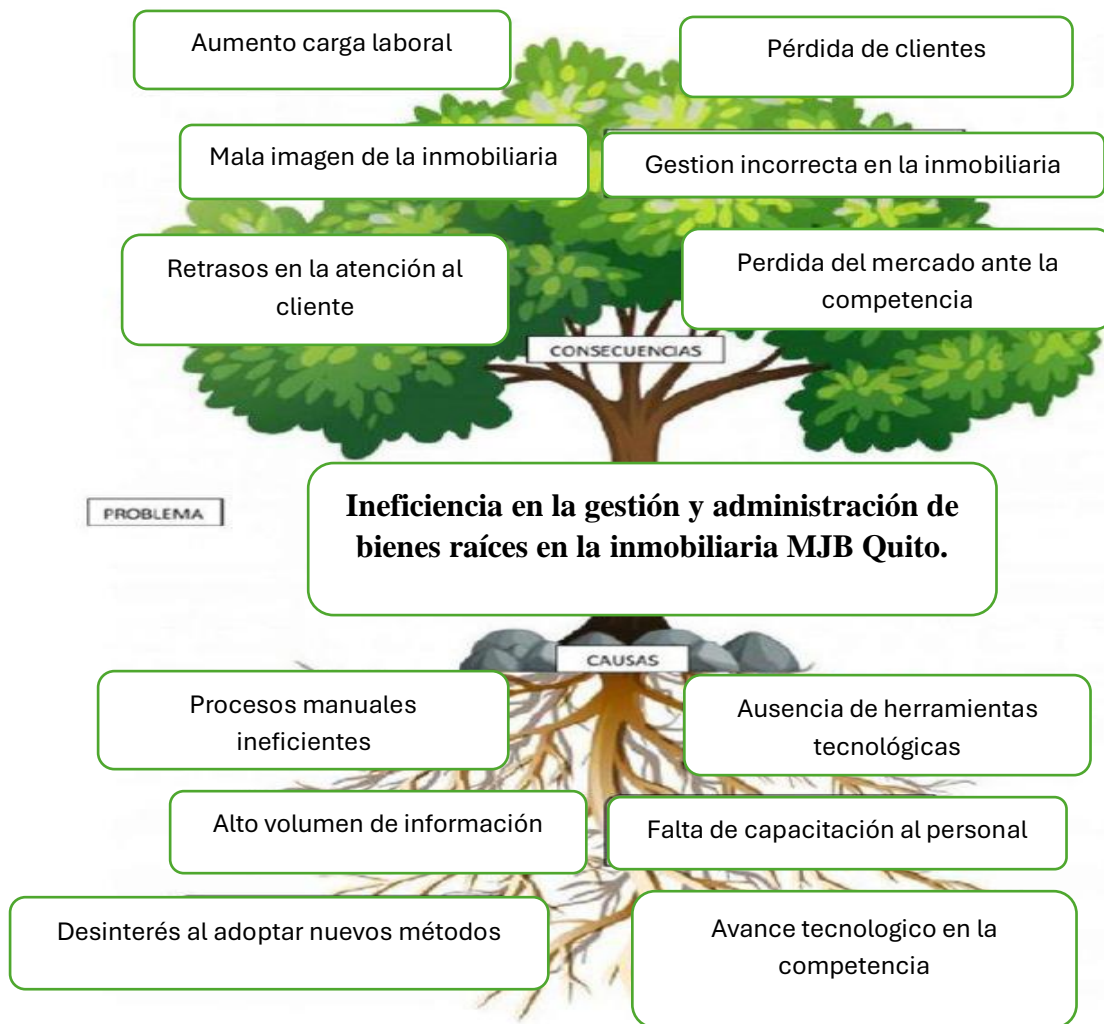 Aumento carga laboral
Pérdida de clientes
Mala imagen de la inmobiliaria
Gestion incorrecta en la inmobiliaria
Retrasos en la atención al
cliente
Perdida del mercado ante la
competencia
CONSECUENCIAS
PROBLEMA
Ineficiencia en la gestión y administración de
bienes raíces en la inmobiliaria MJB Quito.
CAUSAS
Procesos manuales
ineficientes
Ausencia de herramientas
tecnológicas
Alto volumen de información
Falta de capacitación al personal
Desinterés al adoptar nuevos métodos
Avance tecnologico en la
competencia